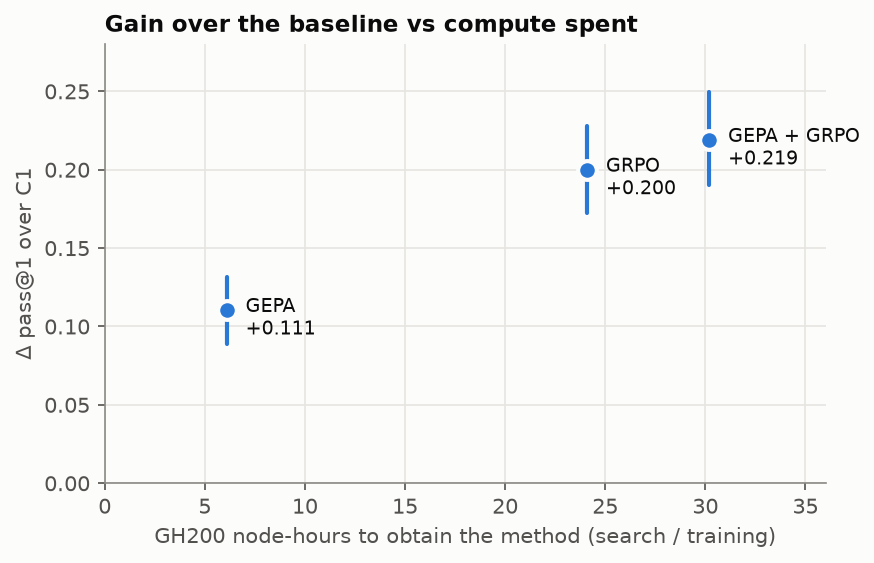 Gain over the baseline vs compute spent
Δ pass@1 over C1
0.25
0.20
0.15
0.10
0.05
0.00
GEPA + GRPO
+0.219
GRPO
+0.200
GEPA
+0.111
0 5 10 15 20 25 30 35
GH200 node-hours to obtain the method (search / training)